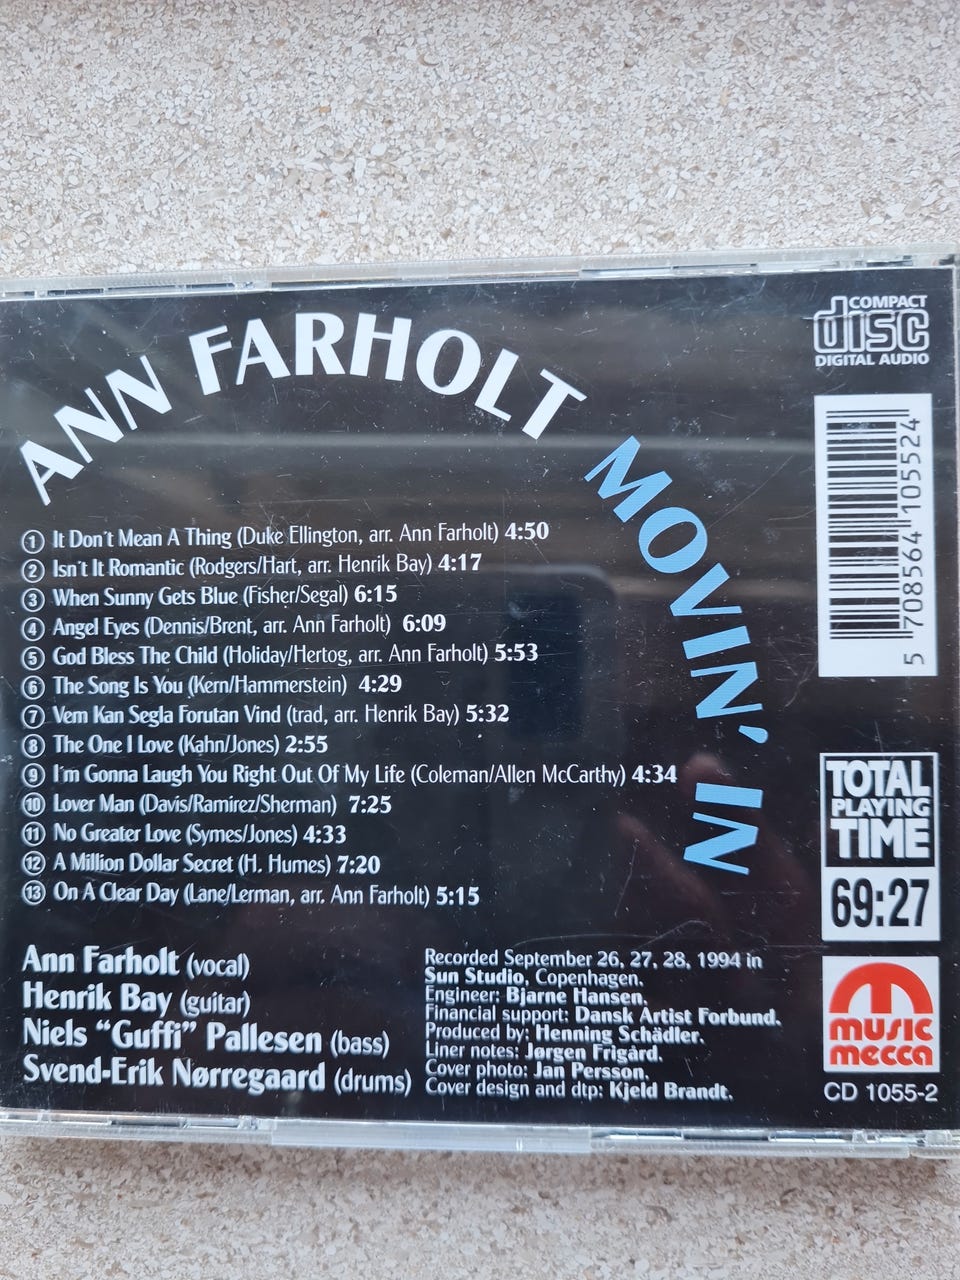 ANN FARHOLT MOVIN' IN
COMPACT
disc
DIGITAL AUDIO
5 708564 105524
1 It Don't Mean A Thing (Duke Ellington, arr. Ann Farholt) 4:50
2 Isn't It Romantic (Rodgers/Hart, arr. Henrik Bay) 4:17
3 When Sunny Gets Blue (Fisher/Segal) 6:15
4 Angel Eyes (Dennis/Brent, arr. Ann Farholt) 6:09
5 God Bless The Child (Holiday/Hertog, arr. Ann Farholt) 5:53
6 The Song Is You (Kern/Hammerstein) 4:29
7 Vem Kan Segla Forutan Vind (trad, arr. Henrik Bay) 5:32
8 The One I Love (Kahn/Jones) 2:55
9 I'm Gonna Laugh You Right Out Of My Life (Coleman/Allen McCarthy) 4:34
10 Lover Man (Davis/Ramirez/Sherman) 7:25
11 No Greater Love (Symes/Jones) 4:33
12 A Million Dollar Secret (H. Humes) 7:20
13 On A Clear Day (Lane/Lerman, arr. Ann Farholt) 5:15
TOTAL
PLAYING
TIME
69:27
Ann Farholt (vocal)
Henrik Bay (guitar)
Niels "Guffi" Pallesen (bass)
Svend-Erik Nørregaard (drums)
Recorded September 26, 27, 28, 1994 in
Sun Studio, Copenhagen.
Engineer: Bjarne Hansen.
Financial support: Dansk Artist Forbund.
Produced by: Henning Schädler.
Liner notes: Jørgen Frigård.
Cover photo: Jan Persson.
Cover design and dtp: Kjeld Brandt.
music
mecca
CD 1055-2